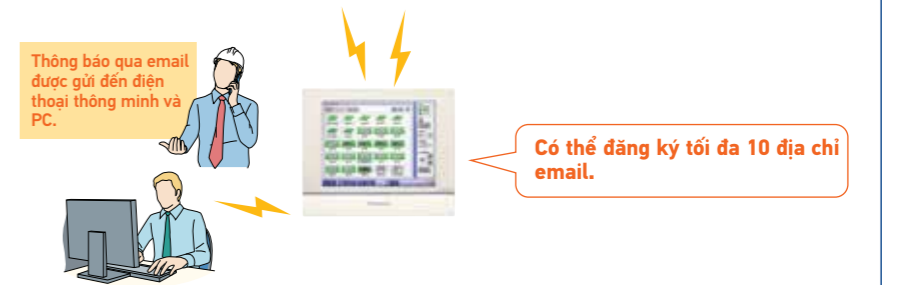 Thông báo qua email
được gửi đến điện
thoại thông minh và
PC.
Có thể đăng ký tối đa 10 địa chỉ
email.